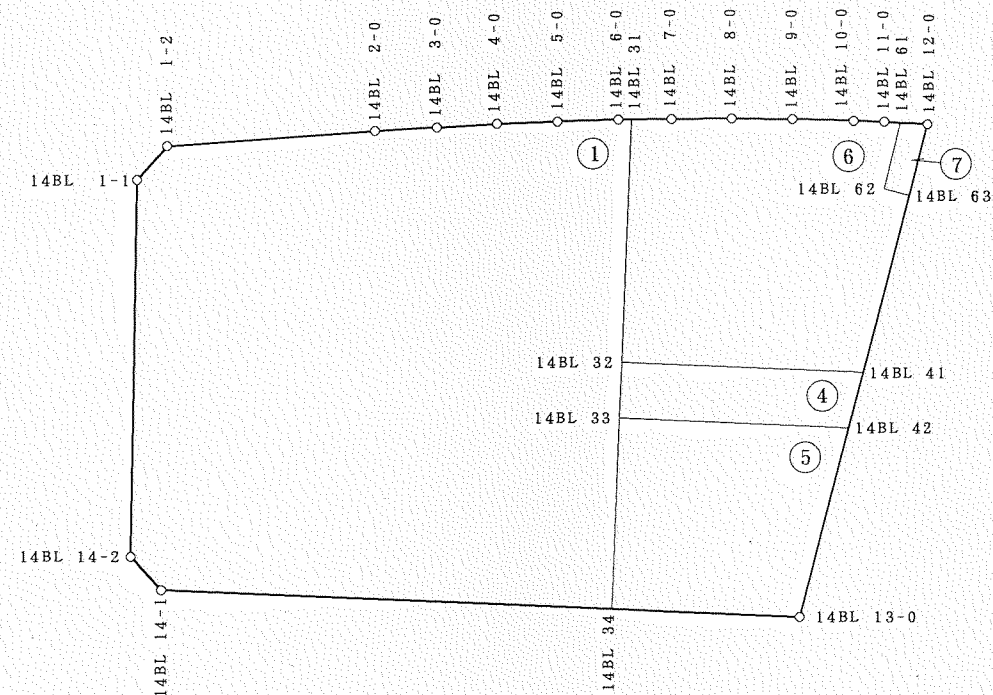 14BL 1-2
14BL 2-0
14BL 3-0
14BL 4-0
14BL 5-0
14BL 6-0
14BL 31
14BL 7-0
14BL 8-0
14BL 9-0
14BL 10-0
14BL 11-0
14BL 61
14BL 12-0
①
⑥
⑦
14BL 1-1
14BL 62
14BL 63
14BL 32
14BL 41
④
14BL 33
14BL 42
⑤
14BL 14-2
14BL 14-1
14BL 34
14BL 13-0